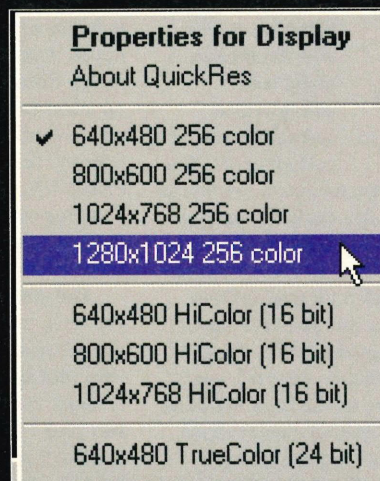 Properties for Display
About QuickRes
640x480 256 color
800x600 256 color
1024x768 256 color
1280x1024 256 color
640x480 HiColor (16 bit)
800x600 HiColor (16 bit)
1024x768 HiColor (16 bit)
640x480 TrueColor (24 bit)